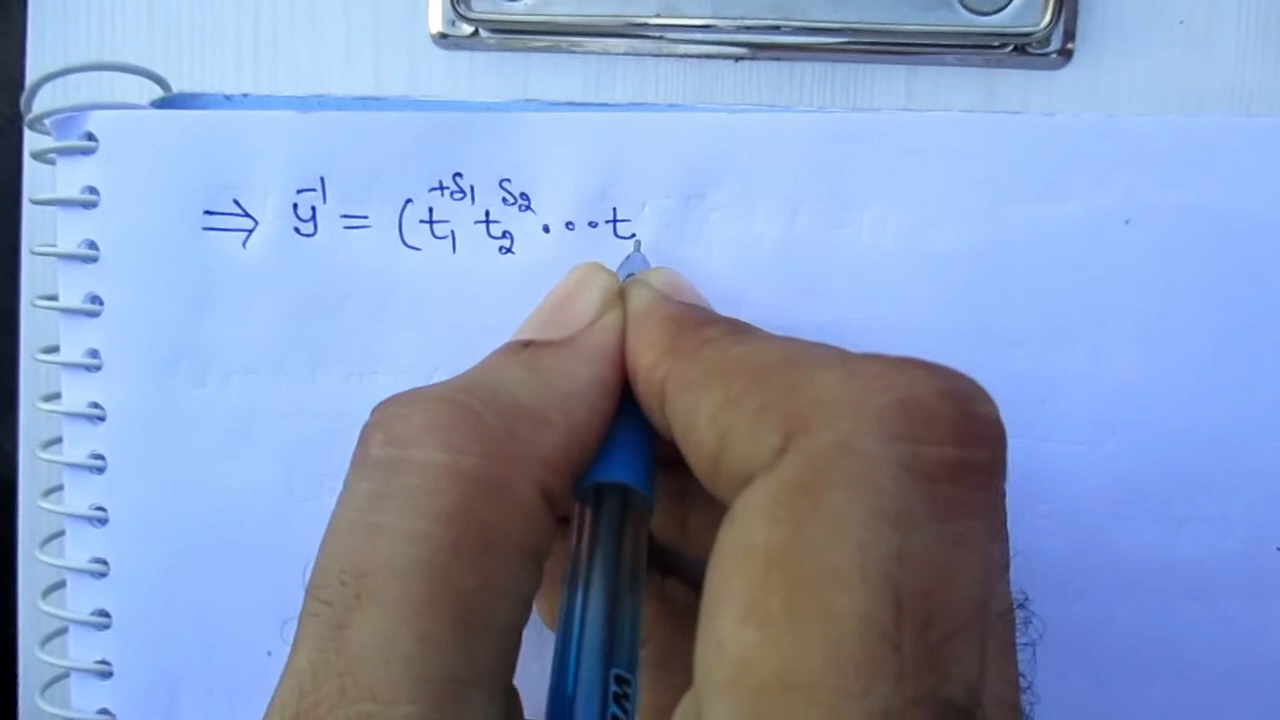 ⇒ y⁻¹ = (t₁^{+δ₁} t₂^{δ₂} ... t